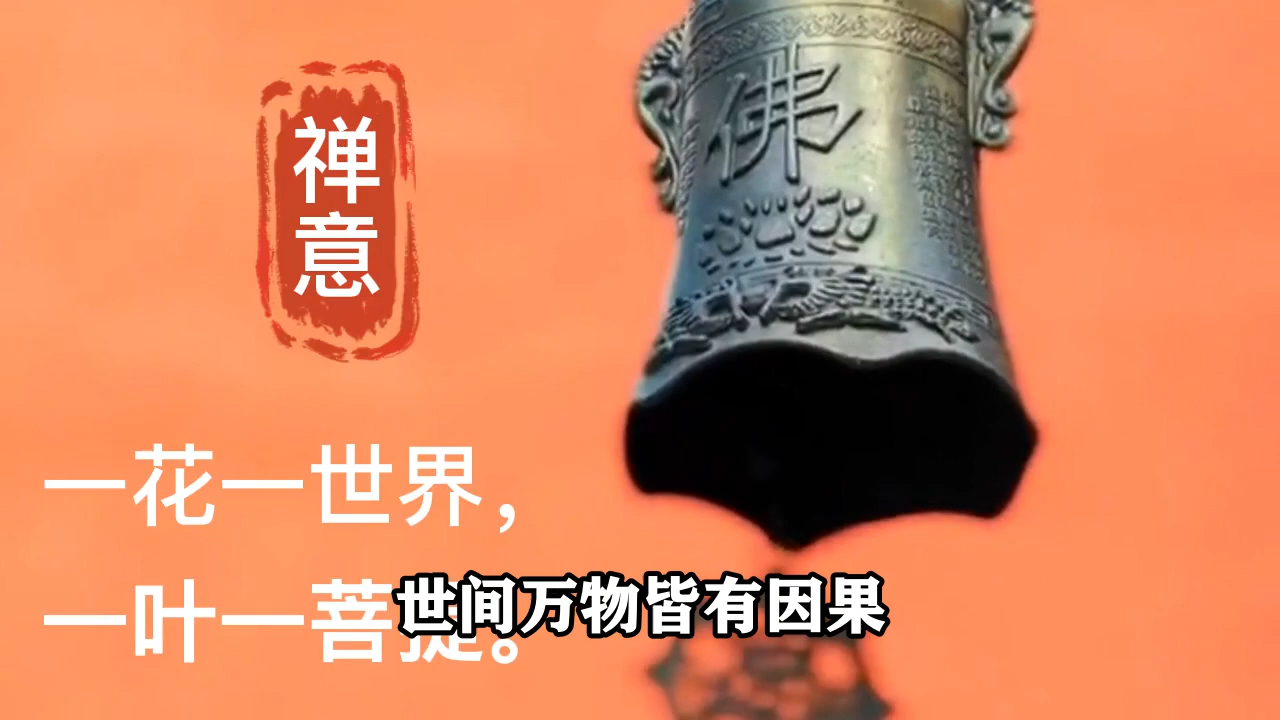 禅意
佛
一花一世界，
一叶一菩提。
世间万物皆有因果